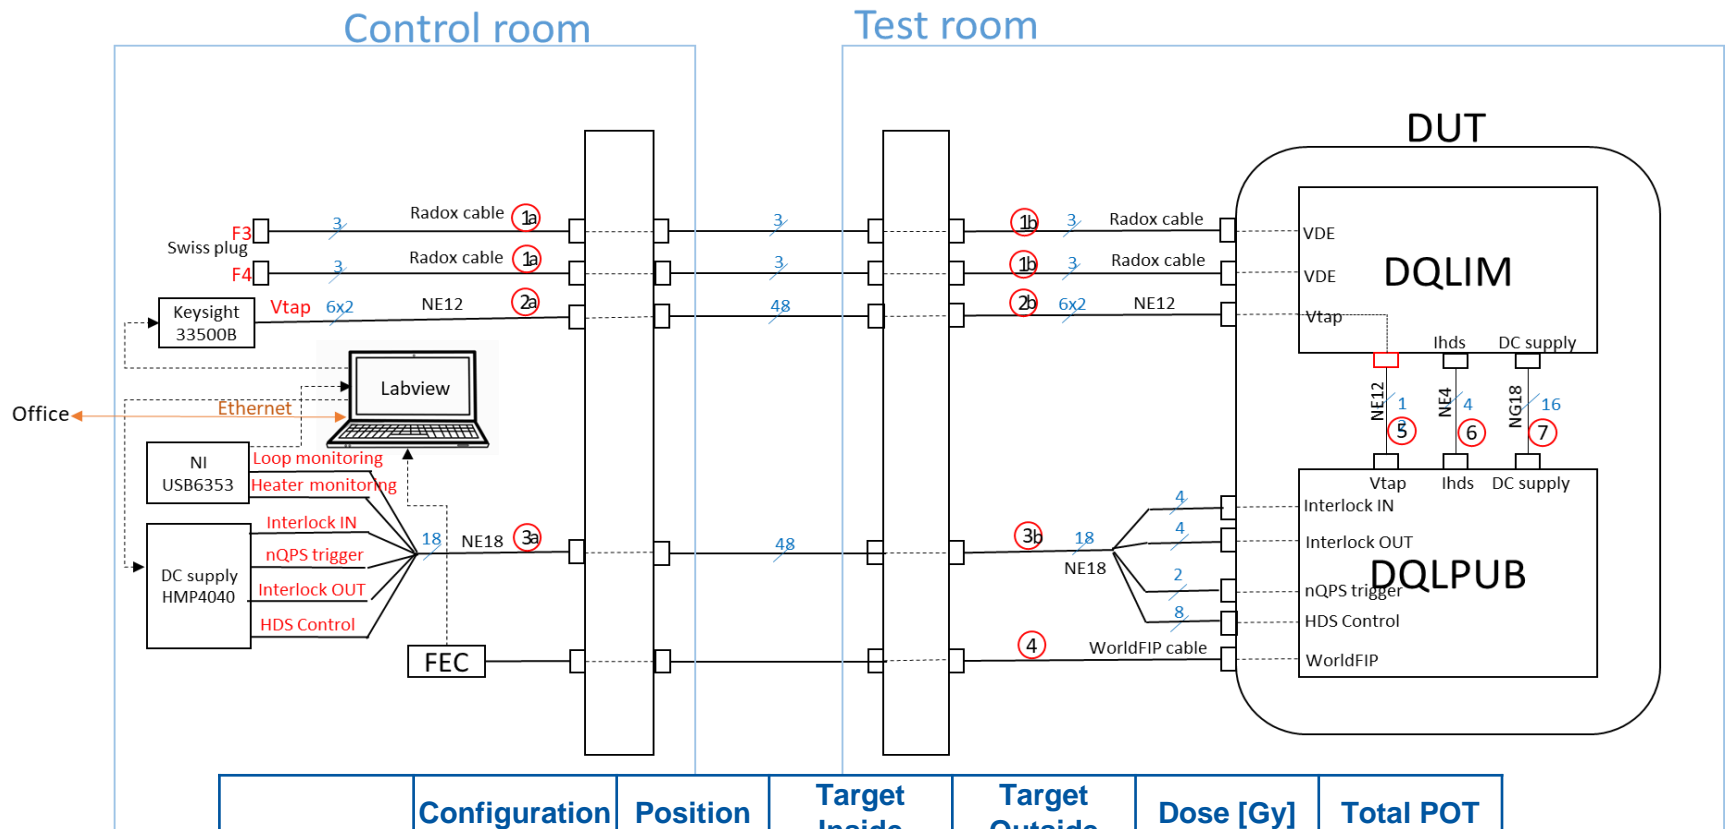 Control room
Test room
DUT
F3
3
Radox cable
1a
3
1b
3
Radox cable
VDE
Swiss plug
F4
3
Radox cable
1a
3
1b
3
Radox cable
VDE
DQLIM
Keysight
33500B
Vtap
6x2
NE12
2a
48
2b
6x2
NE12
Vtap
Ihds
DC supply
Labview
Office
Ethernet
NE12
1
2
5
NE4
4
6
NG18
16
7
NI
USB6353
Loop monitoring
Heater monitoring
Vtap
Ihds
DC supply
DC supply
HMP4040
Interlock IN
nQPS trigger
Interlock OUT
HDS Control
18
NE18
3a
48
3b
18
NE18
4
4
2
8
Interlock IN
Interlock OUT
DQLPUB
nQPS trigger
HDS Control
FEC
4
WorldFIP cable
WorldFIP
Configuration
Position
Target
Inside
Target
Outside
Dose [Gy]
Total POT